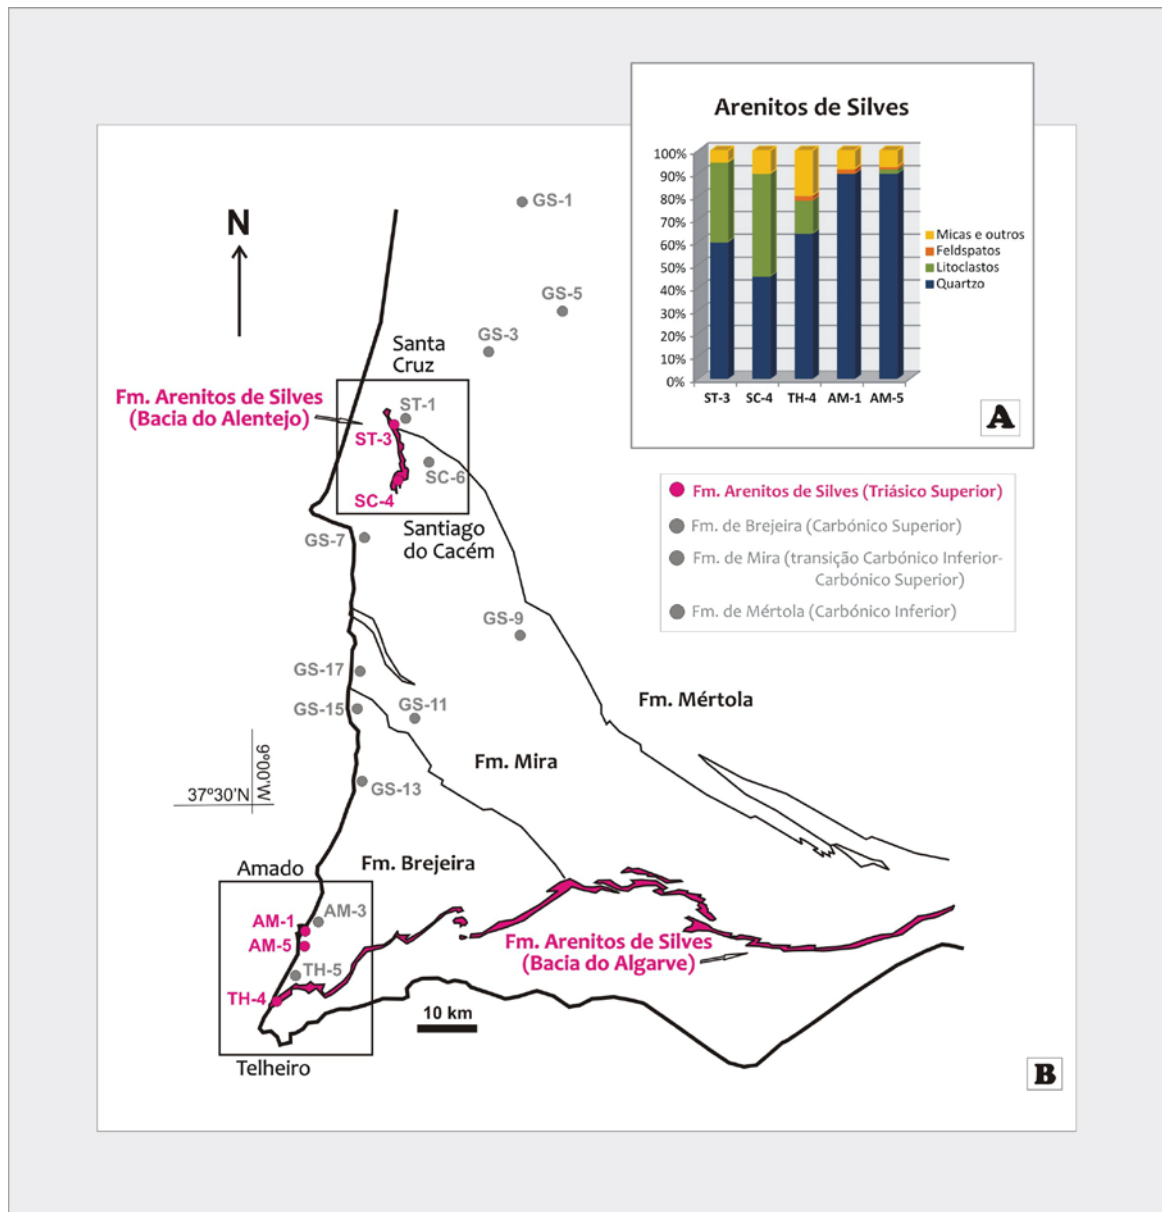 Arenitos de Silves
100%
90%
80%
70%
60%
50%
40%
30%
20%
10%
0%
ST-3
SC-4
TH-4
AM-1
AM-5
Micas e outros
Feldspatos
Litoclastos
Quartzo
A
N
GS-1
GS-5
GS-3
Santa
Cruz
Fm. Arenitos de Silves
(Bacia do Alentejo)
ST-1
ST-3
SC-6
SC-4
Santiago
do Cacém
GS-7
Fm. Arenitos de Silves (Triásico Superior)
Fm. de Brejeira (Carbónico Superior)
Fm. de Mira (transição Carbónico Inferior-
Carbónico Superior)
Fm. de Mértola (Carbónico Inferior)
GS-9
GS-17
GS-15
GS-11
Fm. Mértola
Fm. Mira
9º00'W
37º30'N
GS-13
Fm. Brejeira
Amado
AM-3
AM-1
AM-5
TH-5
TH-4
Telheiro
Fm. Arenitos de Silves
(Bacia do Algarve)
10 km
B